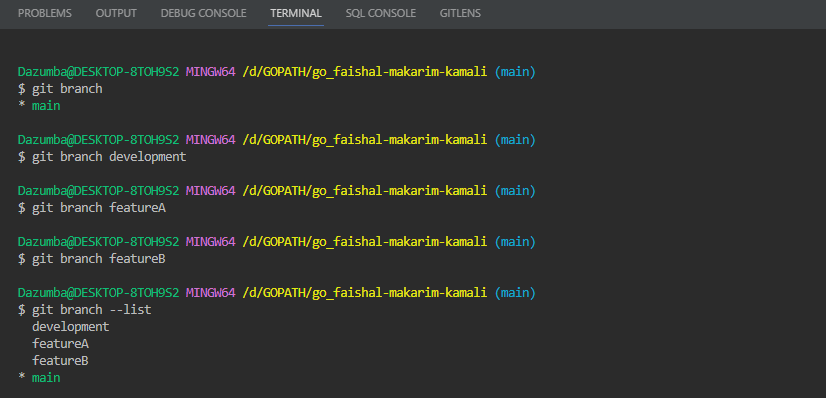 PROBLEMS OUTPUT DEBUG CONSOLE TERMINAL SQL CONSOLE GITLENS
Dazumba@DESKTOP-8TOH9S2 MINGW64 /d/GOPATH/go_faishal-makarim-kamali (main)
$ git branch
* main
Dazumba@DESKTOP-8TOH9S2 MINGW64 /d/GOPATH/go_faishal-makarim-kamali (main)
$ git branch development
Dazumba@DESKTOP-8TOH9S2 MINGW64 /d/GOPATH/go_faishal-makarim-kamali (main)
$ git branch featureA
Dazumba@DESKTOP-8TOH9S2 MINGW64 /d/GOPATH/go_faishal-makarim-kamali (main)
$ git branch featureB
Dazumba@DESKTOP-8TOH9S2 MINGW64 /d/GOPATH/go_faishal-makarim-kamali (main)
$ git branch --list
development
featureA
featureB
* main